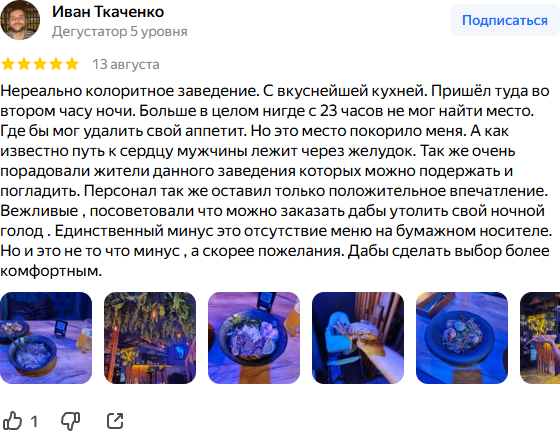 Иван Ткаченко
Подписаться
Дегустатор 5 уровня
13 августа
Нереально колоритное заведение. С вкуснейшей кухней. Пришёл туда во
втором часу ночи. Больше в целом нигде с 23 часов не мог найти место.
Где бы мог удалить свой аппетит. Но это место покорило меня. А как
известно путь к сердцу мужчины лежит через желудок. Так же очень
порадовали жители данного заведения которых можно подержать и
погладить. Персонал так же оставил только положительное впечатление.
Вежливые , посоветовали что можно заказать дабы утолить свой ночной
голод . Единственный минус это отсутствие меню на бумажном носителе.
Но и это не то что минус , а скорее пожелания. Дабы сделать выбор более
комфортным.
1